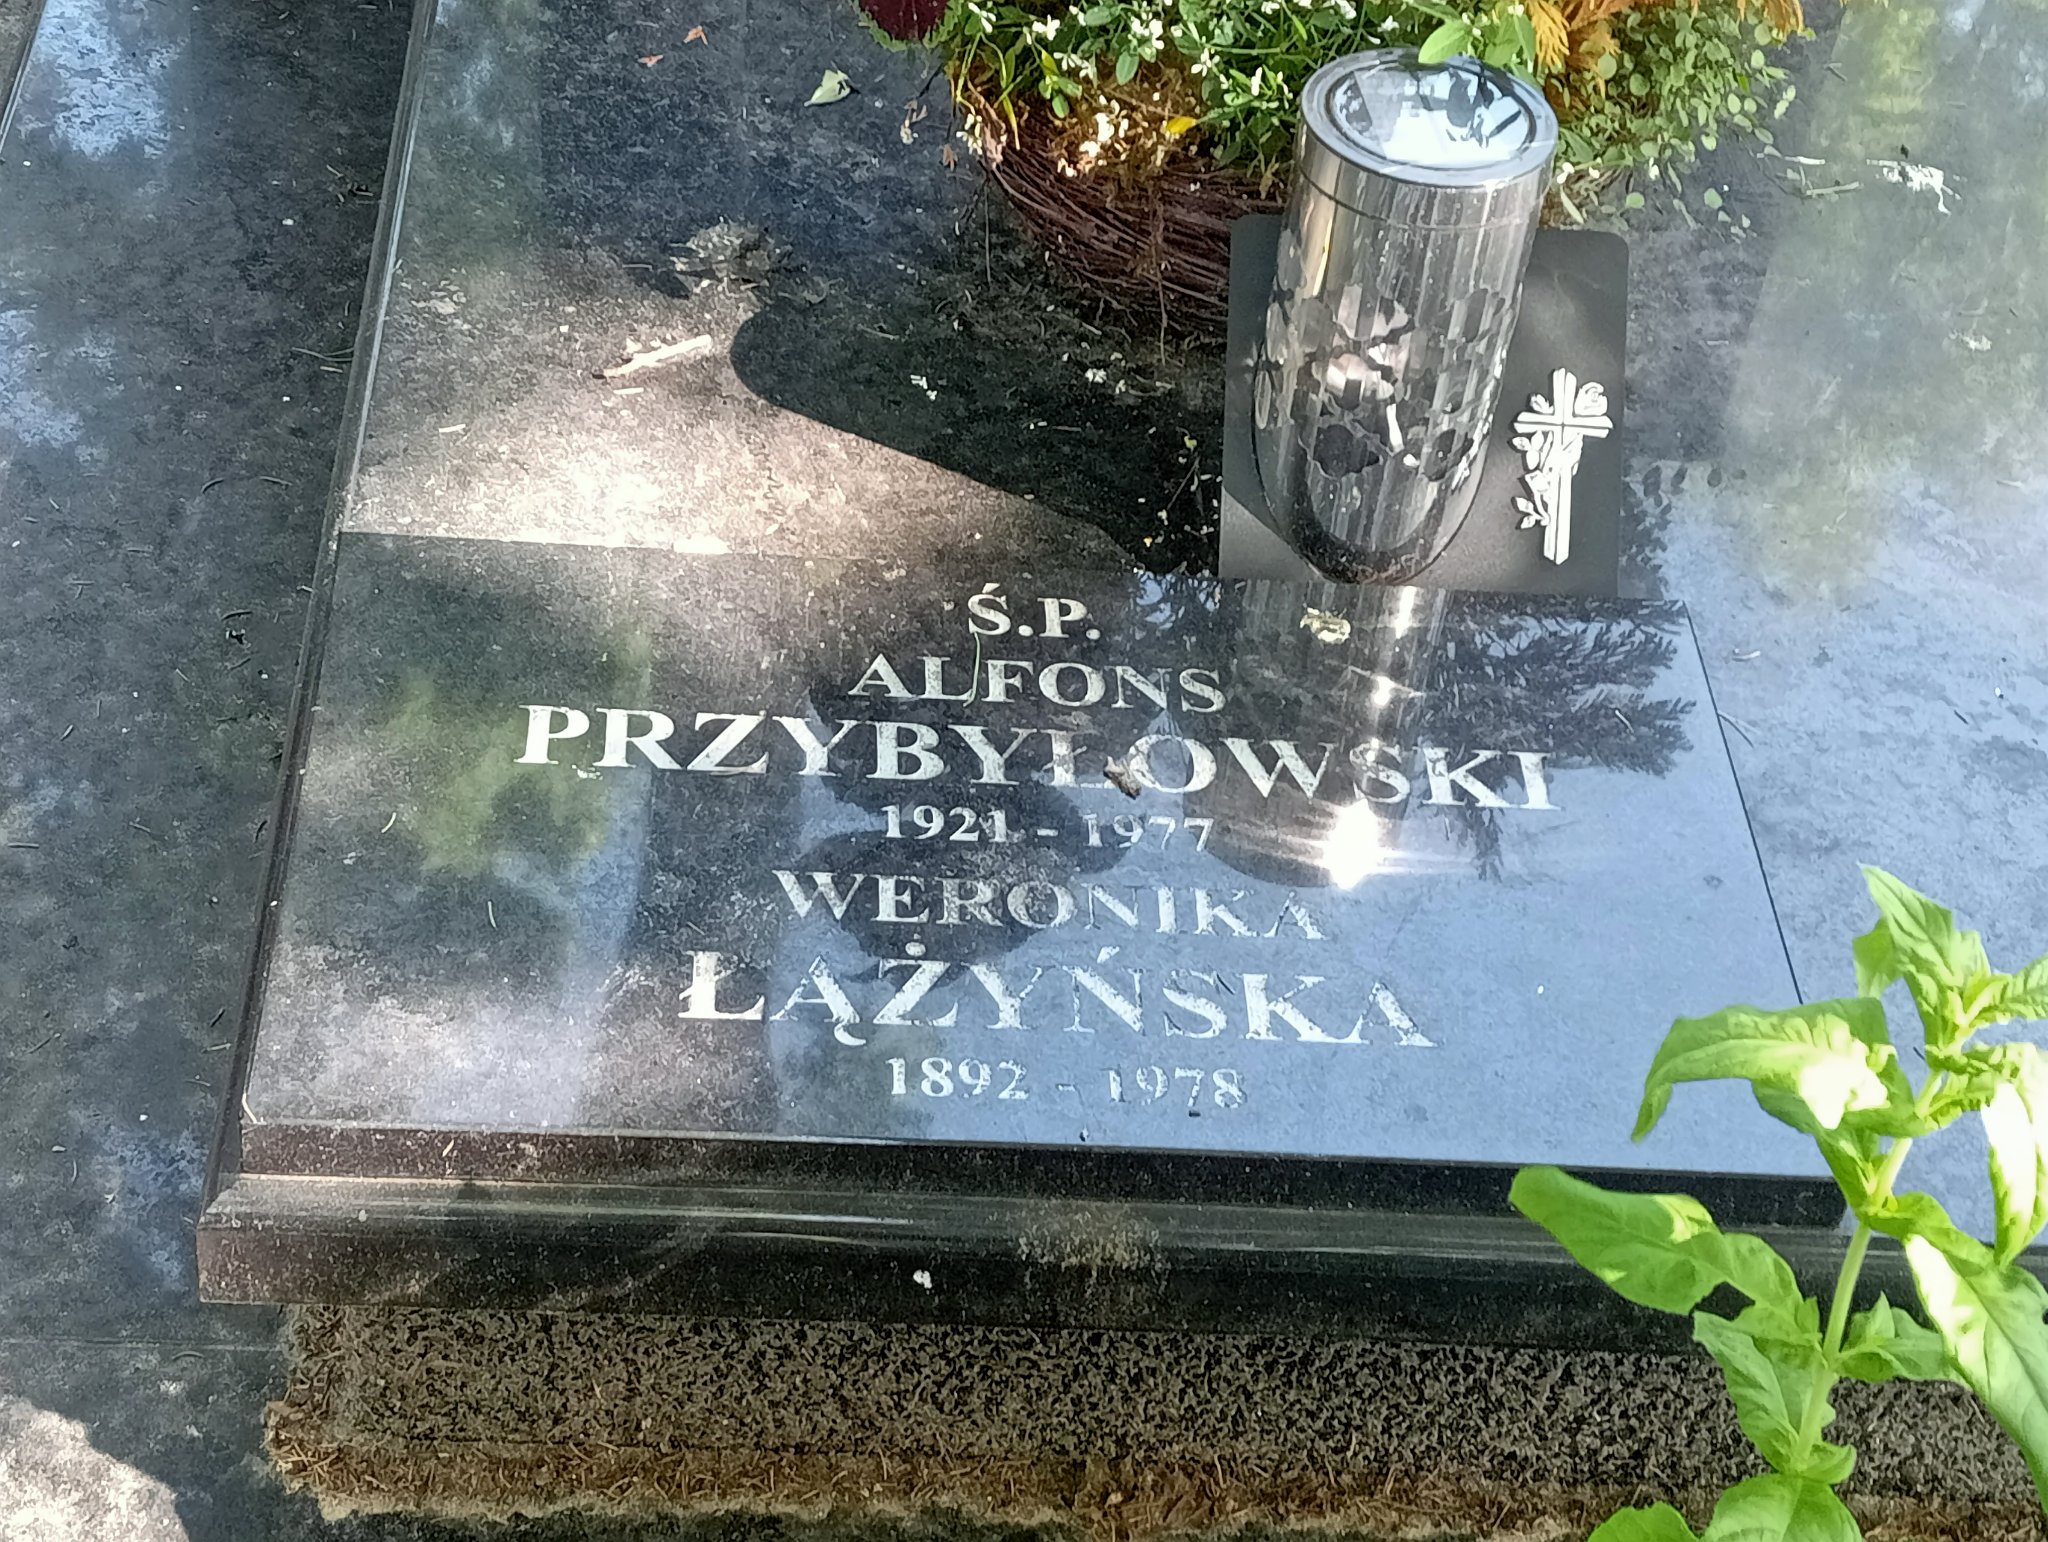 Ś.P.
ALFONS
PRZYBYŁOWSKI
1921 - 1977
WERONIKA
ŁĄŻYŃSKA
1892 - 1978